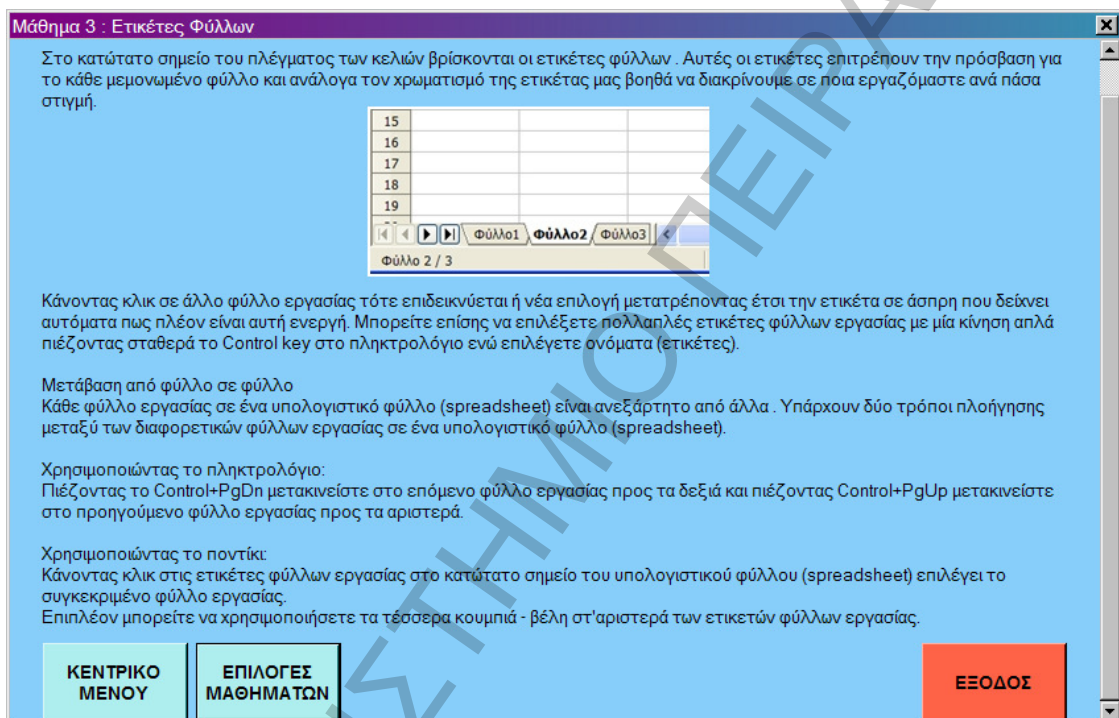 Μάθημα 3 : Ετικέτες Φύλλων
Στο κατώτατο σημείο του πλέγματος των κελιών βρίσκονται οι ετικέτες φύλλων . Αυτές οι ετικέτες επιτρέπουν την πρόσβαση για
το κάθε μεμονωμένο φύλλο και ανάλογα τον χρωματισμό της ετικέτας μας βοηθά να διακρίνουμε σε ποια εργαζόμαστε ανά πάσα
στιγμή.
15
16
17
18
19
Φύλλο1 Φύλλο2 Φύλλο3
Φύλλο 2 / 3
Κάνοντας κλικ σε άλλο φύλλο εργασίας τότε επιδεικνύεται ή νέα επιλογή μετατρέποντας έτσι την ετικέτα σε άσπρη που δείχνει
αυτόματα πως πλέον είναι αυτή ενεργή. Μπορείτε επίσης να επιλέξετε πολλαπλές ετικέτες φύλλων εργασίας με μία κίνηση απλά
πιέζοντας σταθερά το Control key στο πληκτρολόγιο ενώ επιλέγετε ονόματα (ετικέτες).
Μετάβαση από φύλλο σε φύλλο
Κάθε φύλλο εργασίας σε ένα υπολογιστικό φύλλο (spreadsheet) είναι ανεξάρτητο από άλλα . Υπάρχουν δύο τρόποι πλοήγησης
μεταξύ των διαφορετικών φύλλων εργασίας σε ένα υπολογιστικό φύλλο (spreadsheet).
Χρησιμοποιώντας το πληκτρολόγιο:
Πιέζοντας το Control+PgDn μετακινείστε στο επόμενο φύλλο εργασίας προς τα δεξιά και πιέζοντας Control+PgUp μετακινείστε
στο προηγούμενο φύλλο εργασίας προς τα αριστερά.
Χρησιμοποιώντας το ποντίκι:
Κάνοντας κλικ στις ετικέτες φύλλων εργασίας στο κατώτατο σημείο του υπολογιστικού φύλλου (spreadsheet) επιλέγει το
συγκεκριμένο φύλλο εργασίας.
Επιπλέον μπορείτε να χρησιμοποιήσετε τα τέσσερα κουμπιά - βέλη στ'αριστερά των ετικετών φύλλων εργασίας.
ΚΕΝΤΡΙΚΟ
ΜΕΝΟΥ
ΕΠΙΛΟΓΕΣ
ΜΑΘΗΜΑΤΩΝ
ΕΞΟΔΟΣ